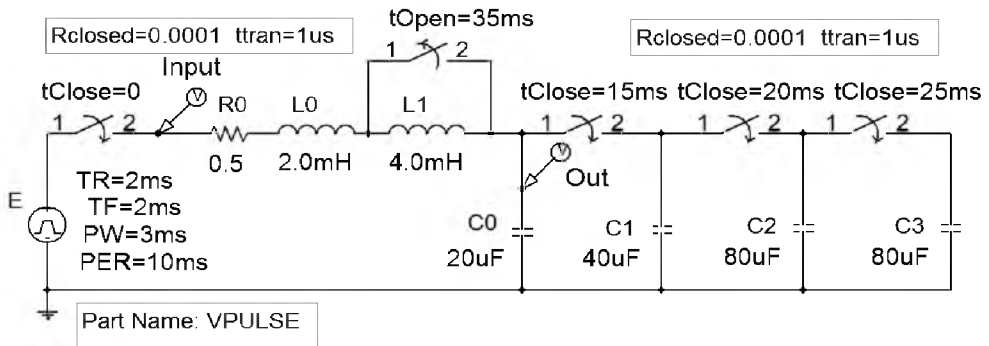 tOpen=35ms
Rclosed=0.0001 ttran=1us
1 2
Rclosed=0.0001 ttran=1us
Input
V
tClose=0
R0
L0
L1
tClose=15ms
tClose=20ms
tClose=25ms
1 2
1 2
1 2
1 2
0.5
2.0mH
4.0mH
V
Out
TR=2ms
TF=2ms
PW=3ms
PER=10ms
E
C0
20uF
C1
40uF
C2
80uF
C3
80uF
Part Name: VPULSE